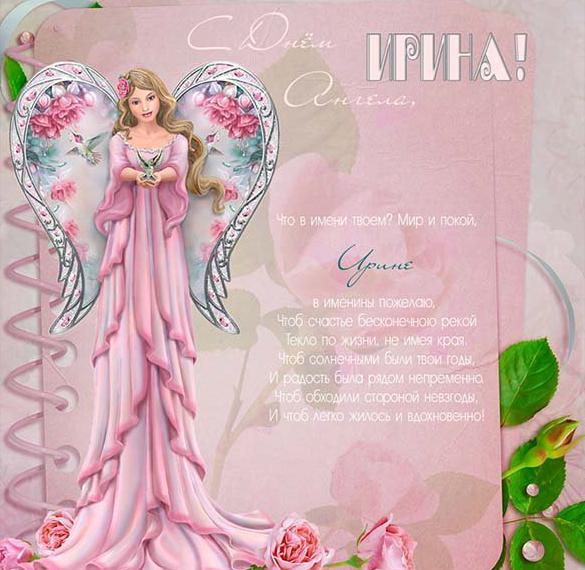 С Днём
Ангела,
ИРИНА!
Что в имени твоем? Мир и покой,
Ирине
в именины пожелаю,
Чтоб счастье бесконечною рекой
Текло по жизни, не имея края.
Чтоб солнечными были твои годы,
И радость была рядом непременно.
Чтоб обходили стороной невзгоды,
И чтоб легко жилось и вдохновенно!